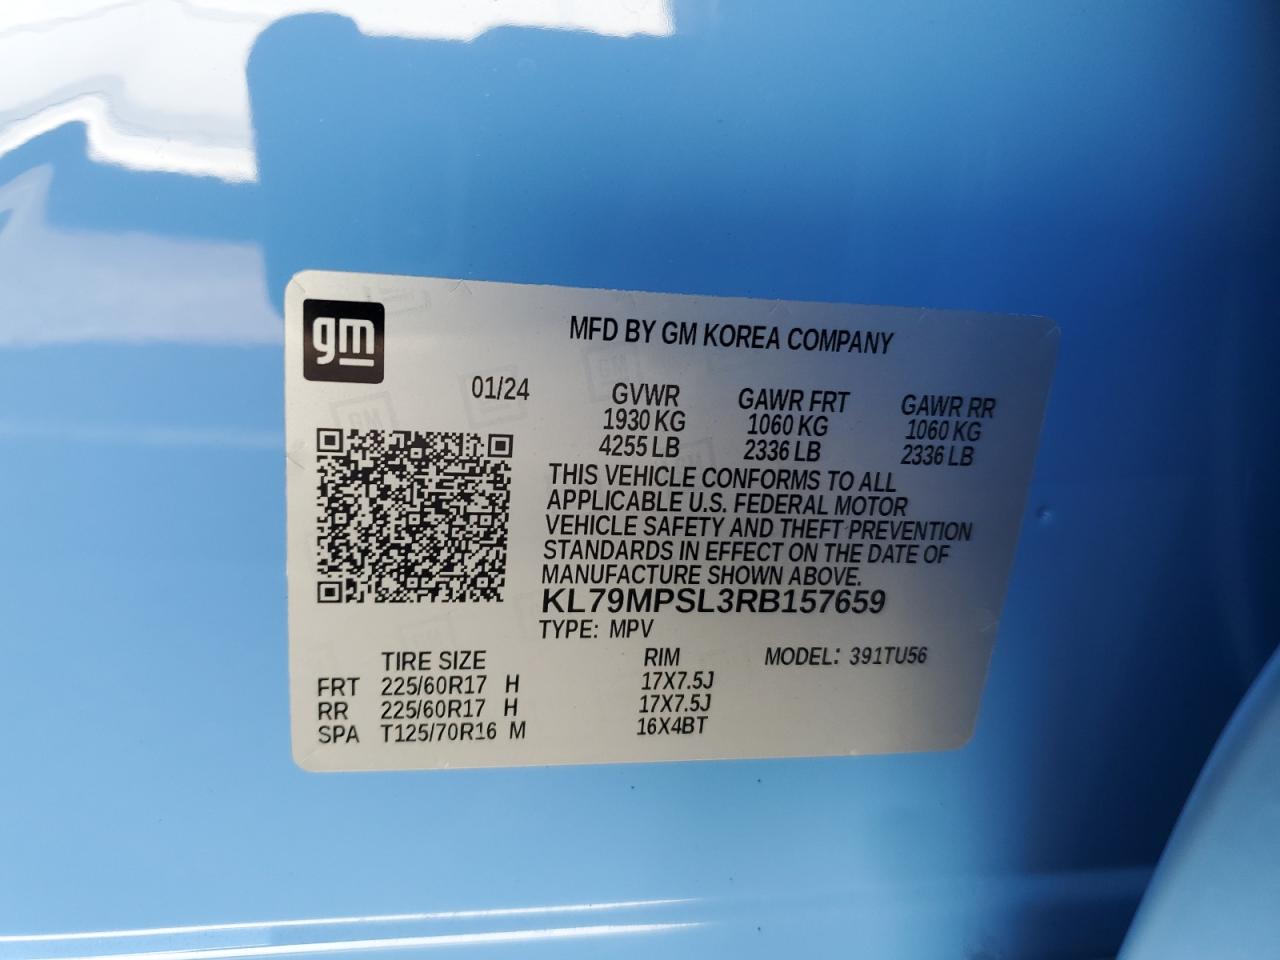 gm
MFD BY GM KOREA COMPANY
01/24
GVWR GAWR FRT GAWR RR
1930 KG 1060 KG 1060 KG
4255 LB 2336 LB 2336 LB
THIS VEHICLE CONFORMS TO ALL
APPLICABLE U.S. FEDERAL MOTOR
VEHICLE SAFETY AND THEFT PREVENTION
STANDARDS IN EFFECT ON THE DATE OF
MANUFACTURE SHOWN ABOVE.
KL79MPSL3RB157659
TYPE: MPV
TIRE SIZE RIM MODEL: 391TU56
FRT 225/60R17 H 17X7.5J
RR 225/60R17 H 17X7.5J
SPA T125/70R16 M 16X4BT